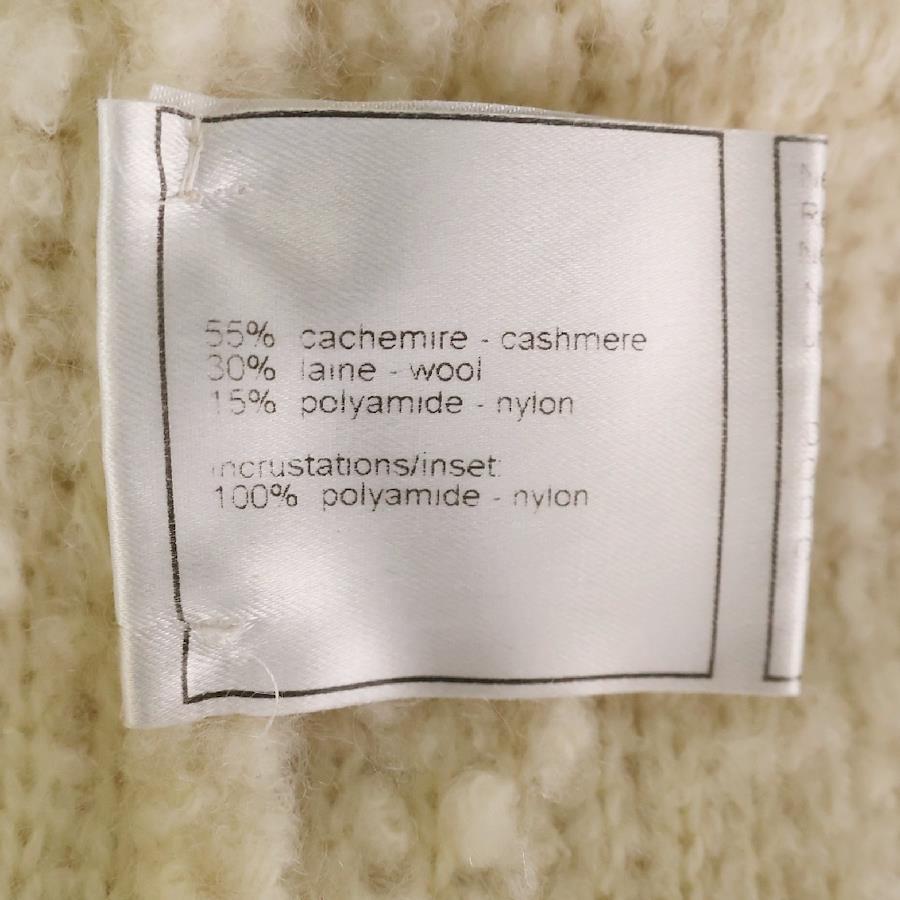 55% cachemire - cashmere
30% laine - wool
15% polyamide - nylon
incrustations/inset:
100% polyamide - nylon